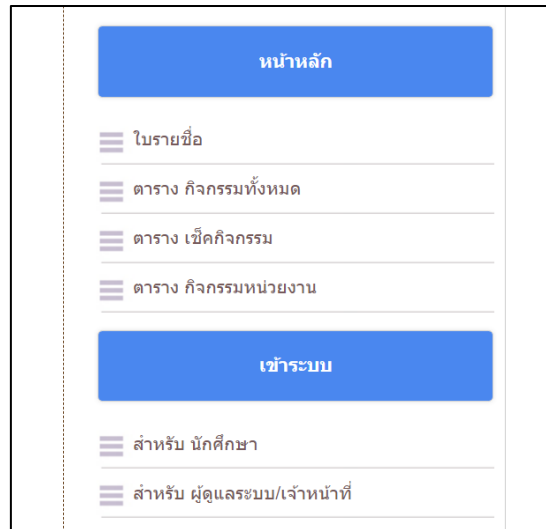 หน้าหลัก
ใบรายชื่อ
ตาราง กิจกรรมทั้งหมด
ตาราง เช็คกิจกรรม
ตาราง กิจกรรมหน่วยงาน
เข้าระบบ
สำหรับ นักศึกษา
สำหรับ ผู้ดูแลระบบ/เจ้าหน้าที่